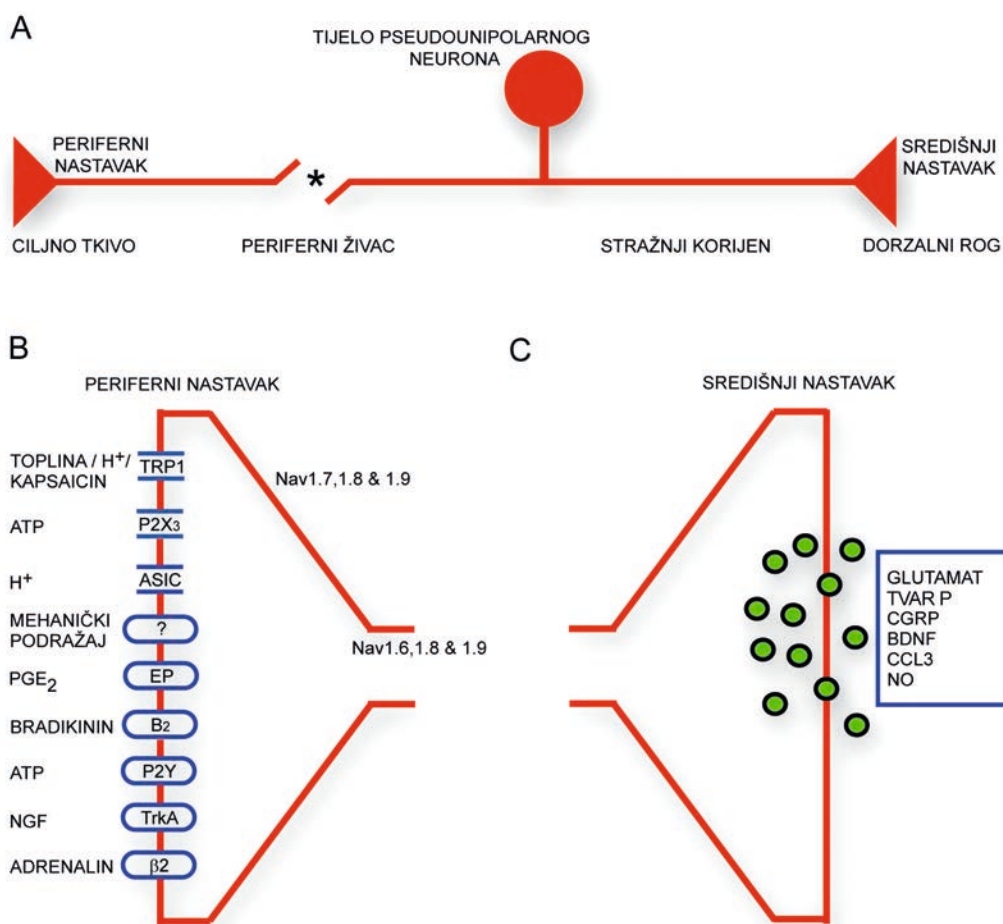 A
TIJELO PSEUDOUNIPOLARNOG
NEURONA
PERIFERNI
NASTAVAK
*
SREDIŠNJI
NASTAVAK
CILJNO TKIVO
PERIFERNI ŽIVAC
STRAŽNJI KORIJEN
DORZALNI ROG
B
PERIFERNI NASTAVAK
TOPLINA / H+/
KAPSAICIN
TRP1
Nav1.7,1.8 & 1.9
ATP
P2X3
H+
ASIC
MEHANIČKI
PODRAŽAJ
?
Nav1.6,1.8 & 1.9
PGE2
EP
BRADIKININ
B2
ATP
P2Y
NGF
TrkA
ADRENALIN
β2
C
SREDIŠNJI NASTAVAK
GLUTAMAT
TVAR P
CGRP
BDNF
CCL3
NO